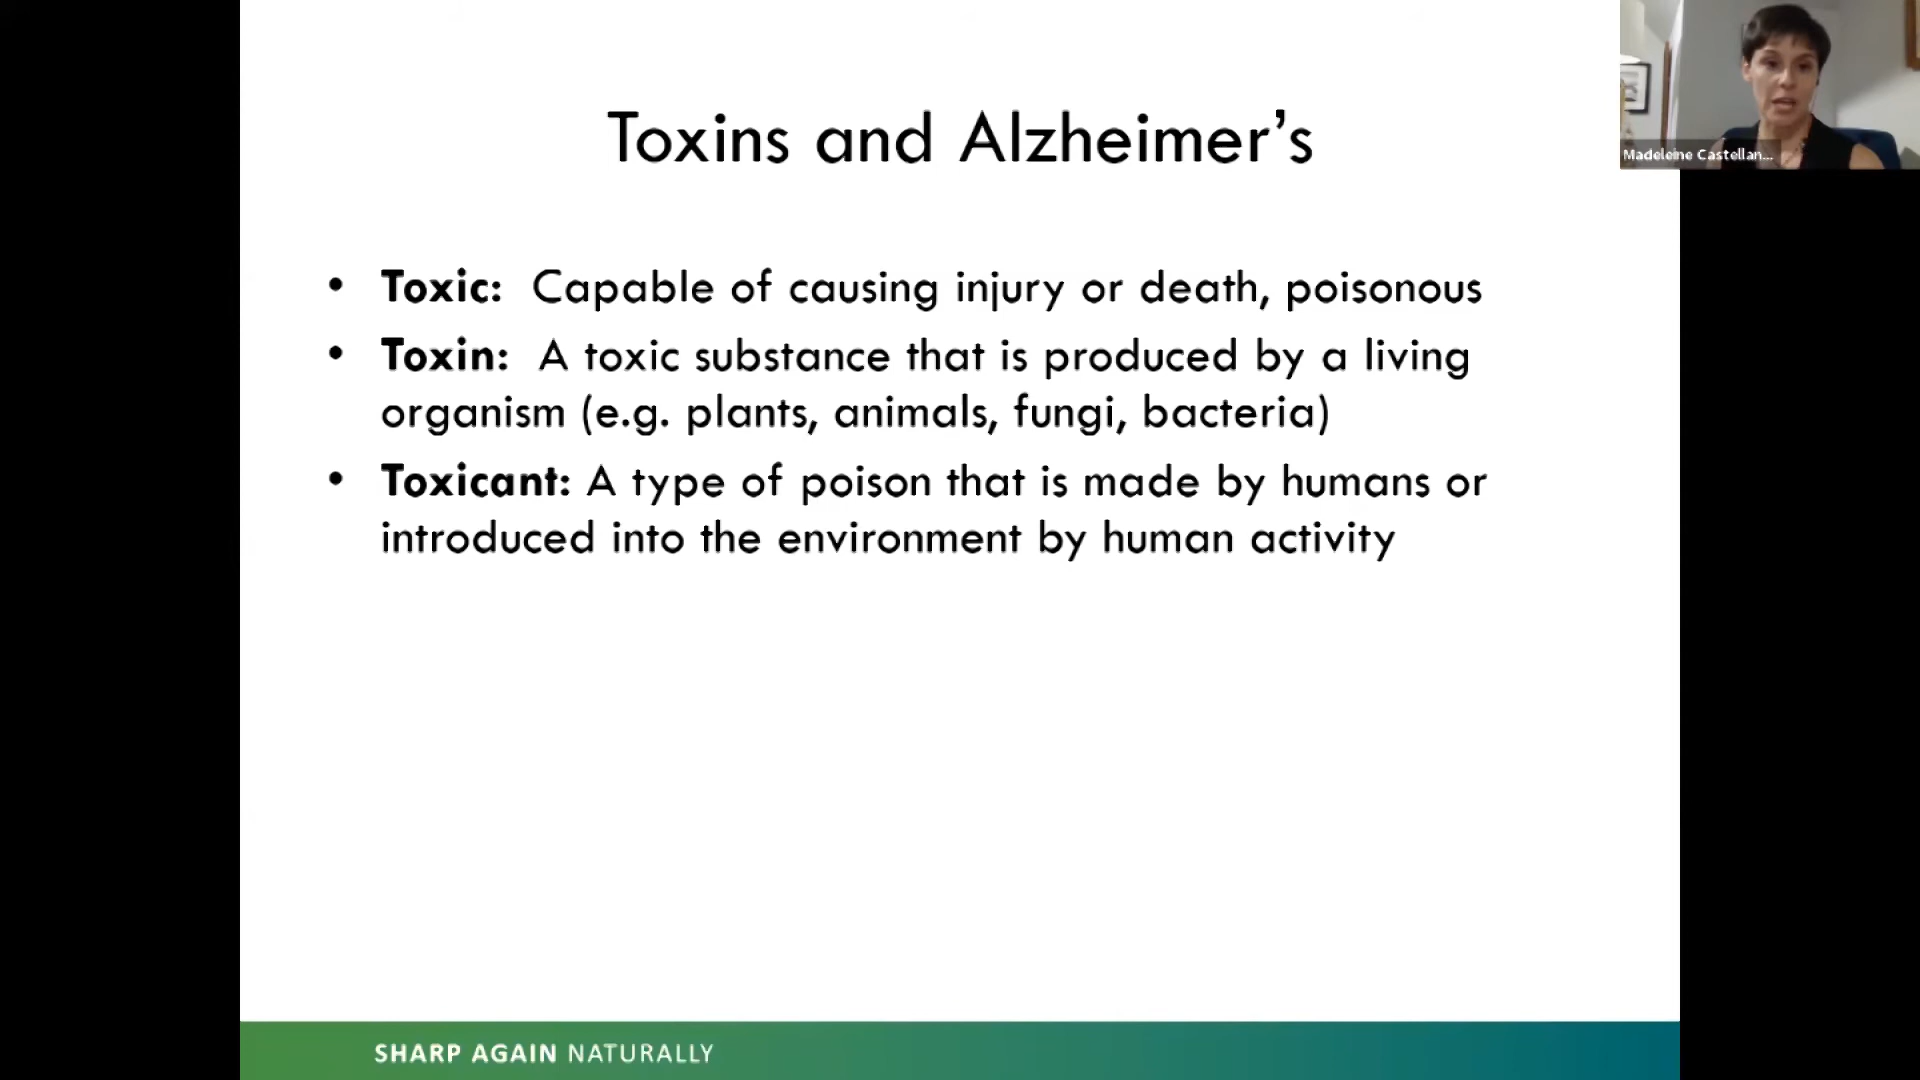 Toxins and Alzheimer’s
• Toxic: Capable of causing injury or death, poisonous
• Toxin: A toxic substance that is produced by a living
organism (e.g. plants, animals, fungi, bacteria)
• Toxicant: A type of poison that is made by humans or
introduced into the environment by human activity
SHARP AGAIN NATURALLY
Madeleine Castellan...